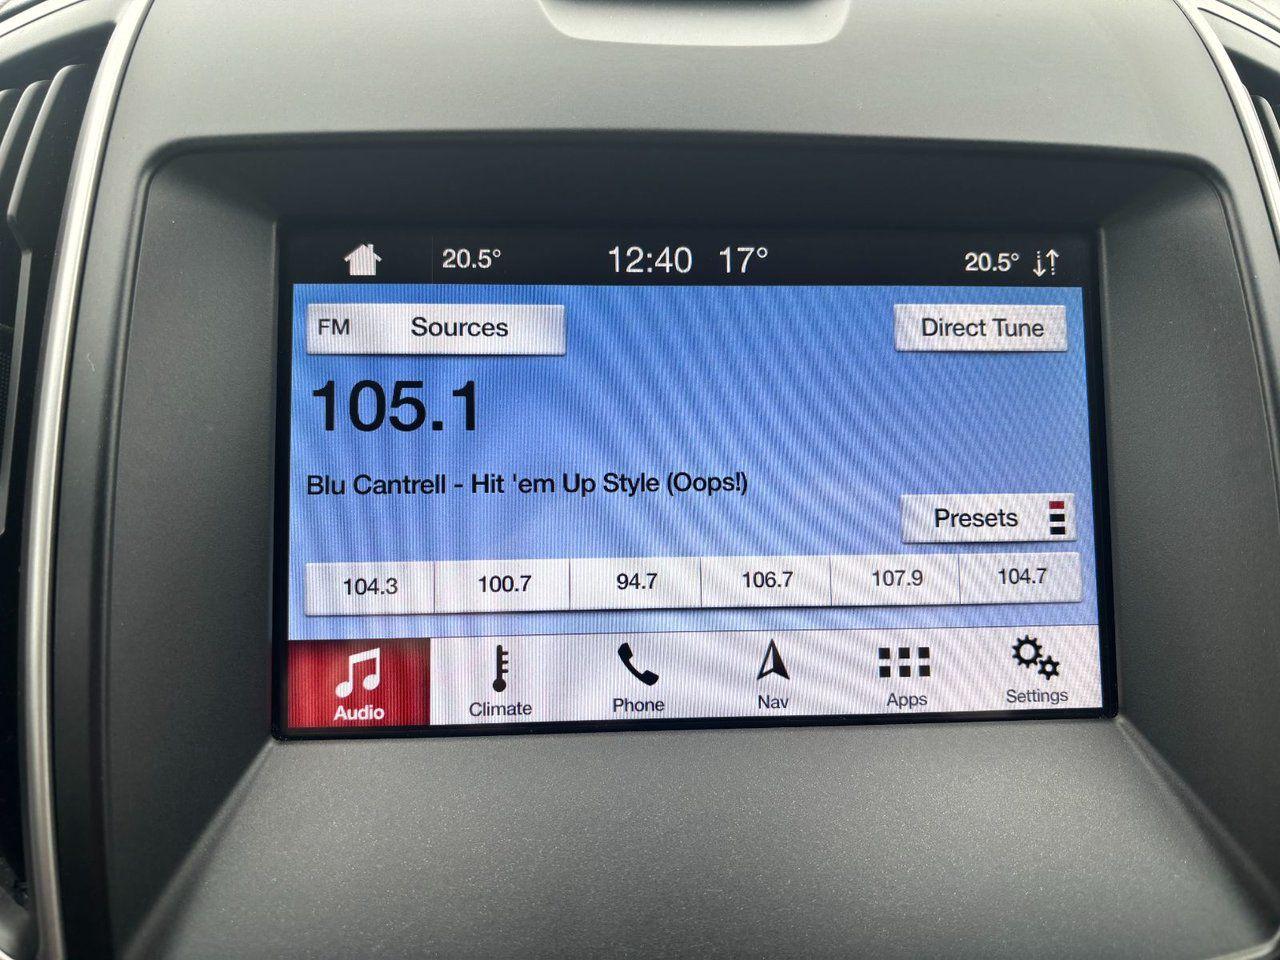 20.5° 12:40 17° 20.5°
FM Sources Direct Tune
105.1
Blu Cantrell - Hit 'em Up Style (Oops!)
Presets
104.3 100.7 94.7 106.7 107.9 104.7
Audio Climate Phone Nav Apps Settings